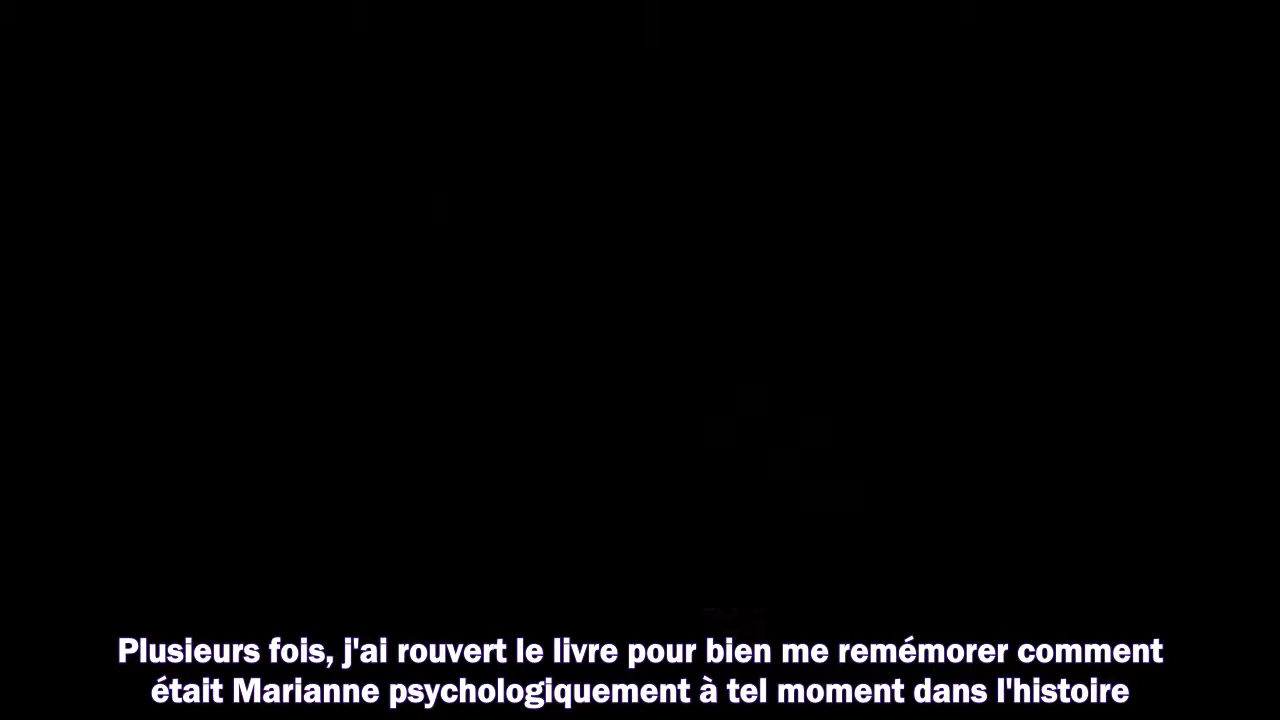 Plusieurs fois, j'ai rouvert le livre pour bien me remémorer comment
était Marianne psychologiquement à tel moment dans l'histoire